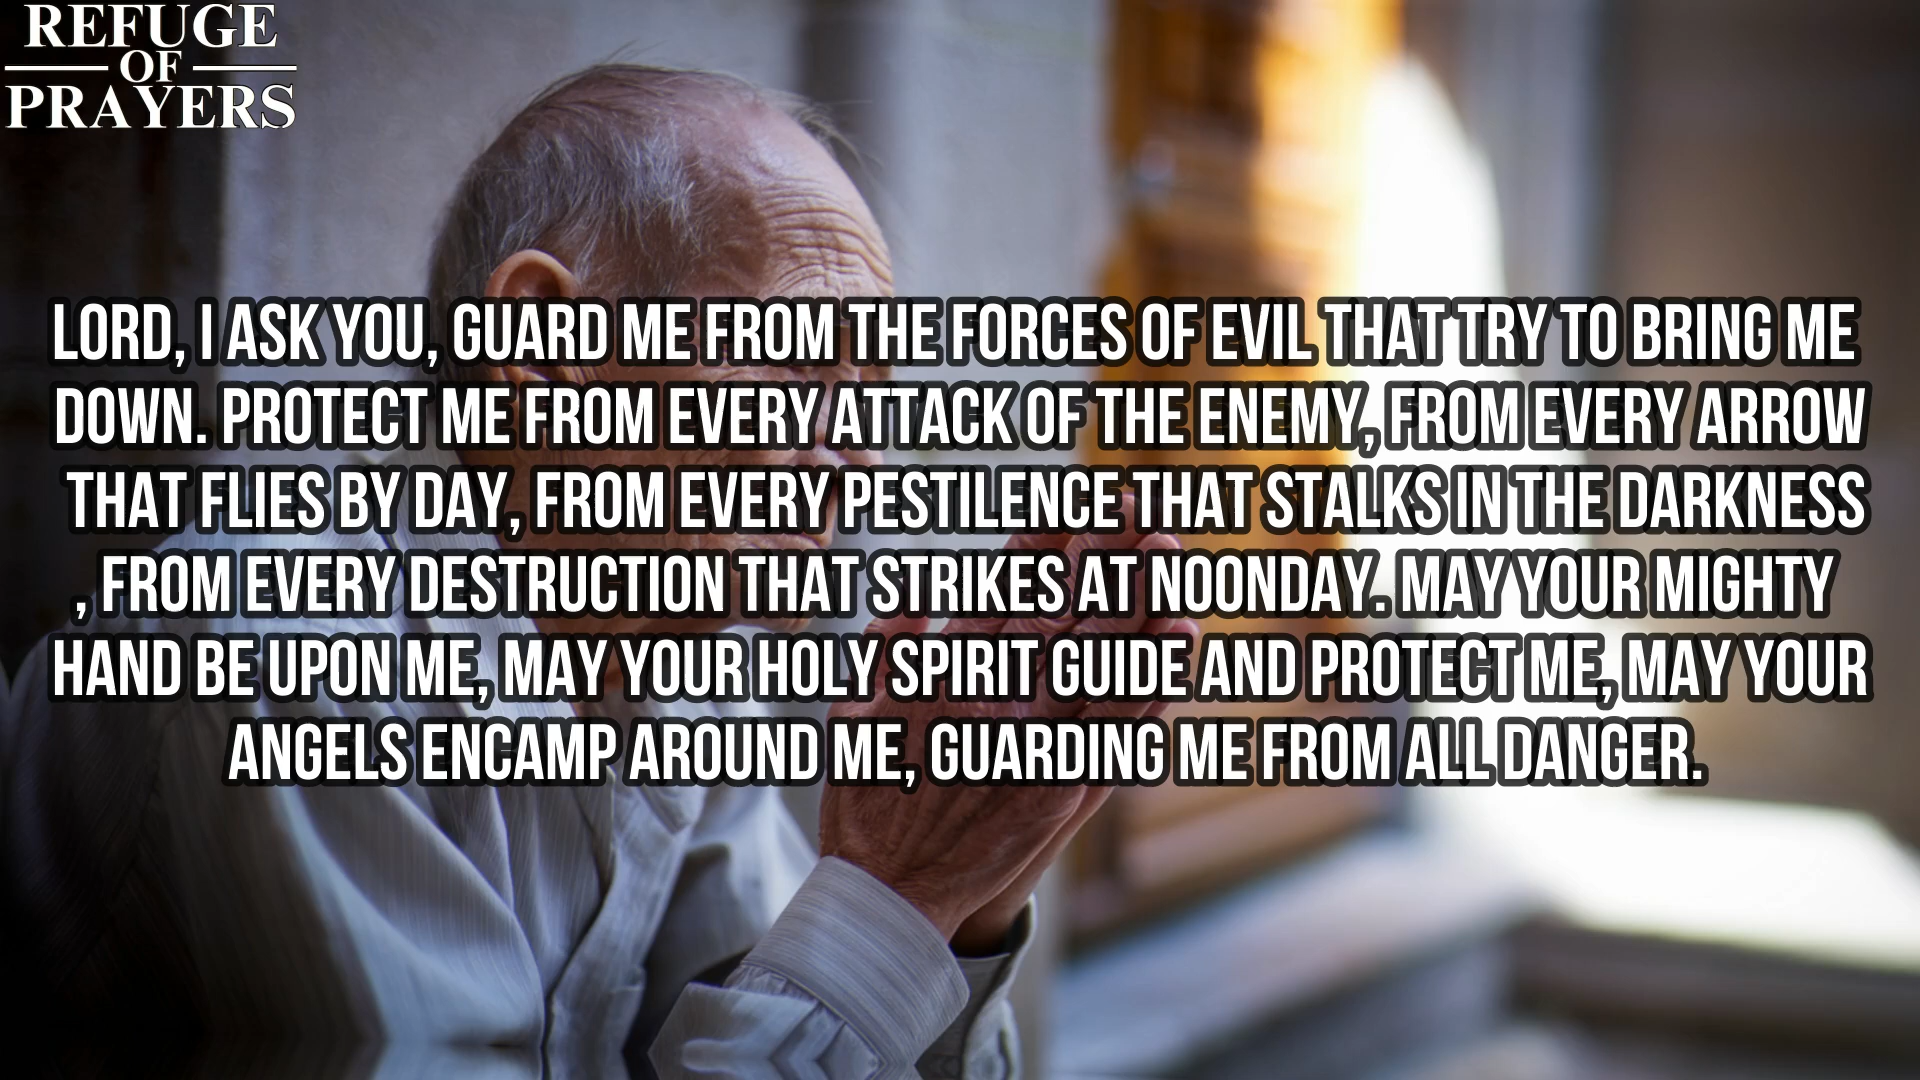 REFUGE
OF
PRAYERS
LORD, I ASK YOU, GUARD ME FROM THE FORCES OF EVIL THAT TRY TO BRING ME
DOWN. PROTECT ME FROM EVERY ATTACK OF THE ENEMY, FROM EVERY ARROW
THAT FLIES BY DAY, FROM EVERY PESTILENCE THAT STALKS IN THE DARKNESS
, FROM EVERY DESTRUCTION THAT STRIKES AT NOONDAY. MAY YOUR MIGHTY
HAND BE UPON ME, MAY YOUR HOLY SPIRIT GUIDE AND PROTECT ME, MAY YOUR
ANGELS ENCAMP AROUND ME, GUARDING ME FROM ALL DANGER.